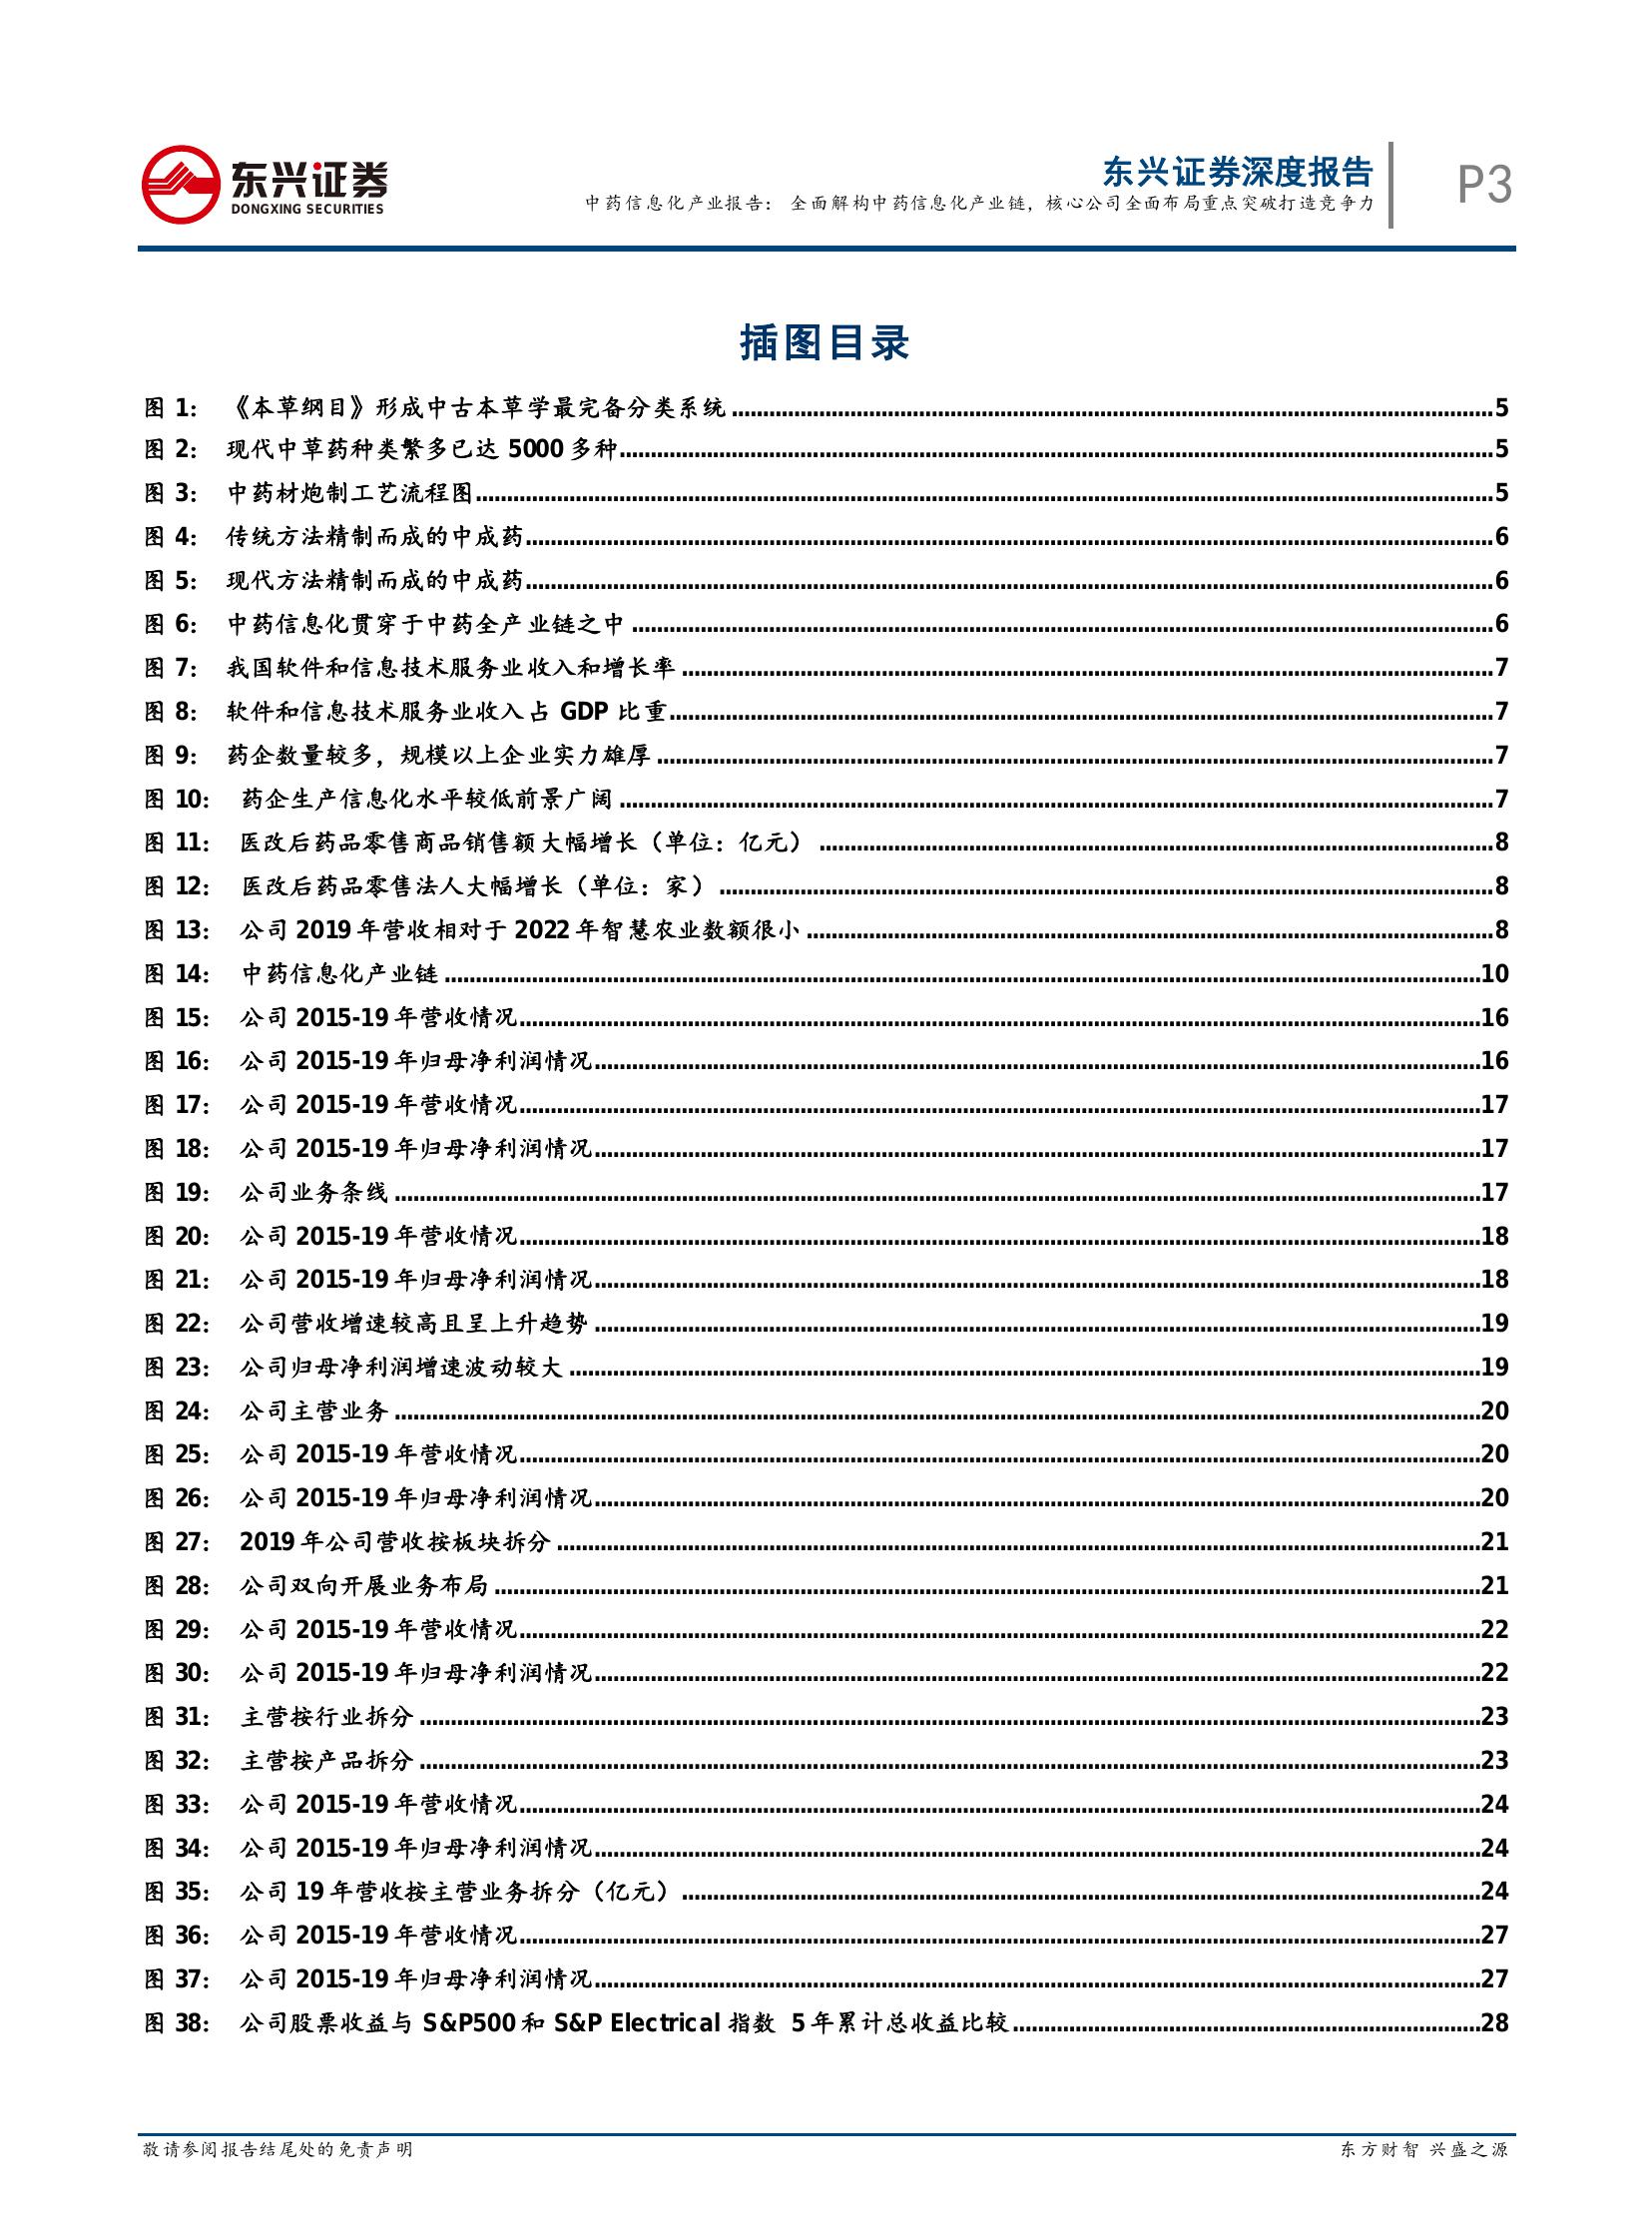 东兴证券
DONGXING SECURITIES
东兴证券深度报告
中药信息化产业报告： 全面解构中药信息化产业链，核心公司全面布局重点突破打造竞争力
P3
插图目录
图 1： 《本草纲目》形成中古本草学最完备分类系统 ........ 5
图 2： 现代中草药种类繁多已达 5000 多种 ........ 5
图 3： 中药材炮制工艺流程图 ........ 5
图 4： 传统方法精制而成的中成药 ........ 6
图 5： 现代方法精制而成的中成药 ........ 6
图 6： 中药信息化贯穿于中药全产业链之中 ........ 6
图 7： 我国软件和信息技术服务业收入和增长率 ........ 7
图 8： 软件和信息技术服务业收入占 GDP 比重 ........ 7
图 9： 药企数量较多，规模以上企业实力雄厚 ........ 7
图 10： 药企生产信息化水平较低前景广阔 ........ 7
图 11： 医改后药品零售商品销售额大幅增长（单位：亿元） ........ 8
图 12： 医改后药品零售法人大幅增长（单位：家） ........ 8
图 13： 公司 2019 年营收相对于 2022 年智慧农业数额很小 ........ 8
图 14： 中药信息化产业链 ........ 10
图 15： 公司 2015-19 年营收情况 ........ 16
图 16： 公司 2015-19 年归母净利润情况 ........ 16
图 17： 公司 2015-19 年营收情况 ........ 17
图 18： 公司 2015-19 年归母净利润情况 ........ 17
图 19： 公司业务条线 ........ 17
图 20： 公司 2015-19 年营收情况 ........ 18
图 21： 公司 2015-19 年归母净利润情况 ........ 18
图 22： 公司营收增速较高且呈上升趋势 ........ 19
图 23： 公司归母净利润增速波动较大 ........ 19
图 24： 公司主营业务 ........ 20
图 25： 公司 2015-19 年营收情况 ........ 20
图 26： 公司 2015-19 年归母净利润情况 ........ 20
图 27： 2019 年公司营收按板块拆分 ........ 21
图 28： 公司双向开展业务布局 ........ 21
图 29： 公司 2015-19 年营收情况 ........ 22
图 30： 公司 2015-19 年归母净利润情况 ........ 22
图 31： 主营按行业拆分 ........ 23
图 32： 主营按产品拆分 ........ 23
图 33： 公司 2015-19 年营收情况 ........ 24
图 34： 公司 2015-19 年归母净利润情况 ........ 24
图 35： 公司 19 年营收按主营业务拆分（亿元） ........ 24
图 36： 公司 2015-19 年营收情况 ........ 27
图 37： 公司 2015-19 年归母净利润情况 ........ 27
图 38： 公司股票收益与 S&P500 和 S&P Electrical 指数 5 年累计总收益比较 ........ 28
敬请参阅报告结尾处的免责声明
东方财智 兴盛之源